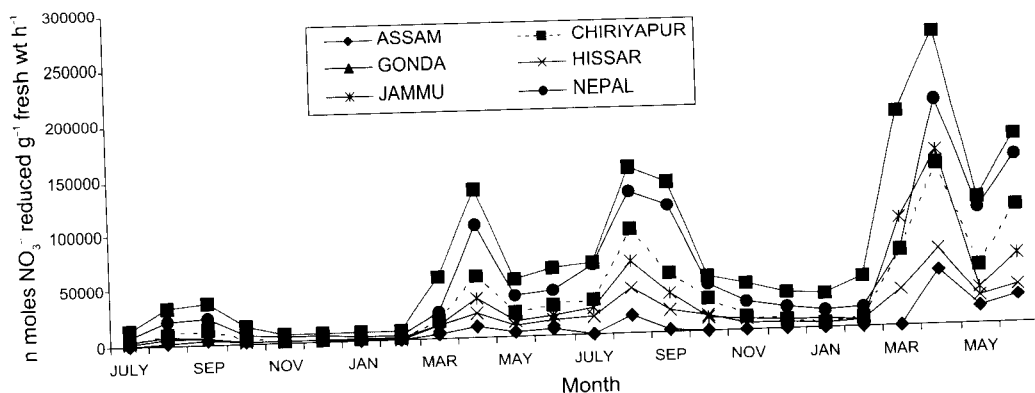 300000
250000
200000
150000
100000
50000
0
n moles NO₃⁻ reduced g⁻¹ fresh wt h⁻¹
ASSAM
CHIRIYAPUR
GONDA
HISSAR
JAMMU
NEPAL
JULY SEP NOV JAN MAR MAY JULY SEP NOV JAN MAR MAY
Month